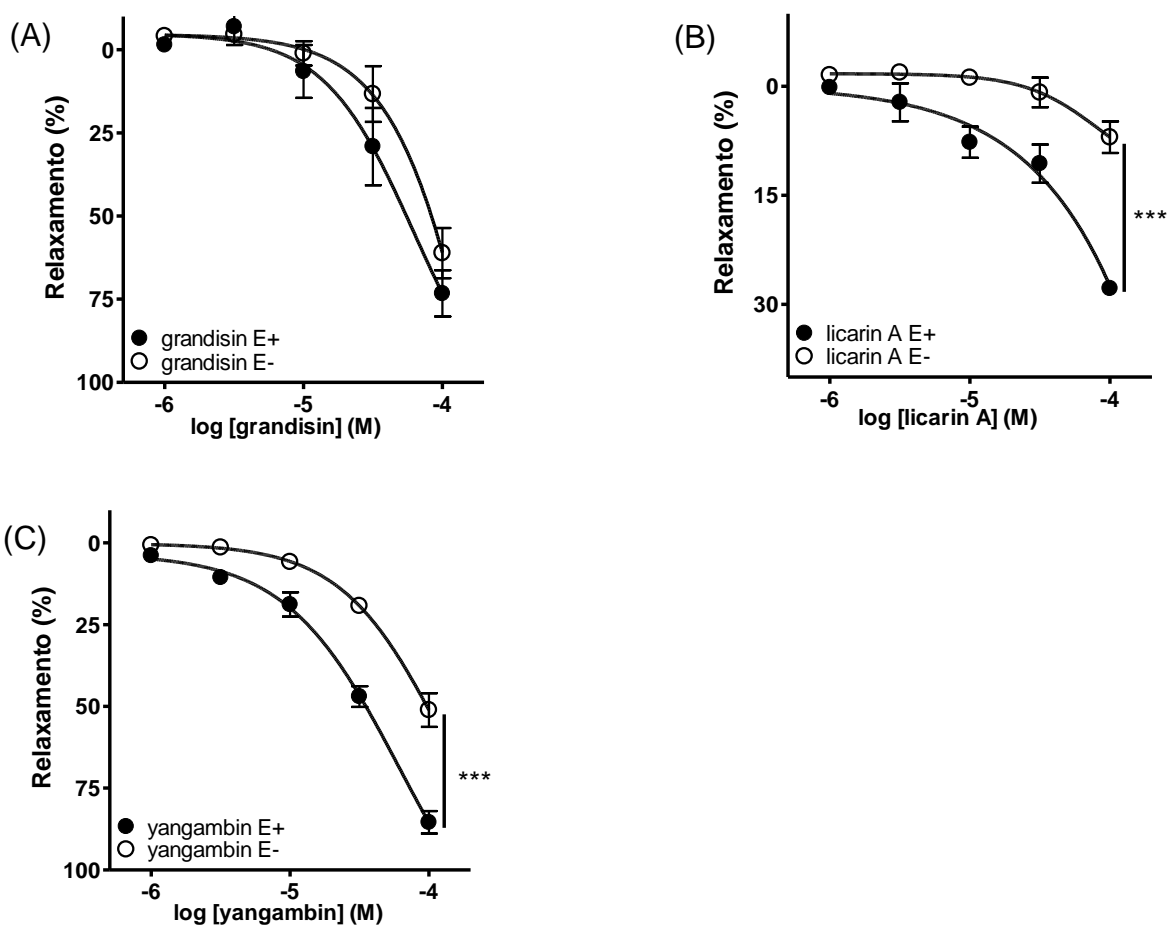 (A)
Relaxamento (%)
0
25
50
75
100
grandisin E+
grandisin E-
-6
-5
-4
log [grandisin] (M)
(B)
Relaxamento (%)
0
15
30
***
licarin A E+
licarin A E-
-6
-5
-4
log [licarin A] (M)
(C)
Relaxamento (%)
0
25
50
75
100
***
yangambin E+
yangambin E-
-6
-5
-4
log [yangambin] (M)